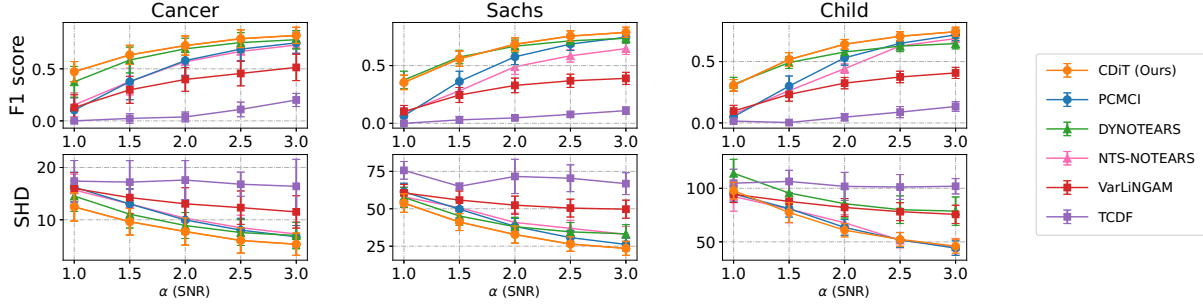 Cancer
Sachs
Child
F1 score
0.5
0.0
0.5
0.0
0.5
0.0
SHD
20
10
1.0 1.5 2.0 2.5 3.0
α (SNR)
75
50
25
1.0 1.5 2.0 2.5 3.0
α (SNR)
100
50
1.0 1.5 2.0 2.5 3.0
α (SNR)
CDiT (Ours)
PCMCI
DYNOTEARS
NTS-NOTEARS
VarLiNGAM
TCDF